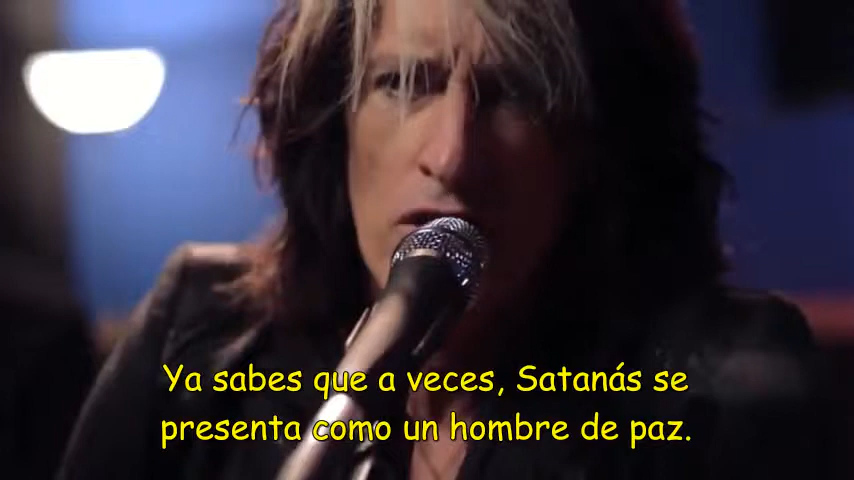 Ya sabes que a veces, Satanás se
presenta como un hombre de paz.